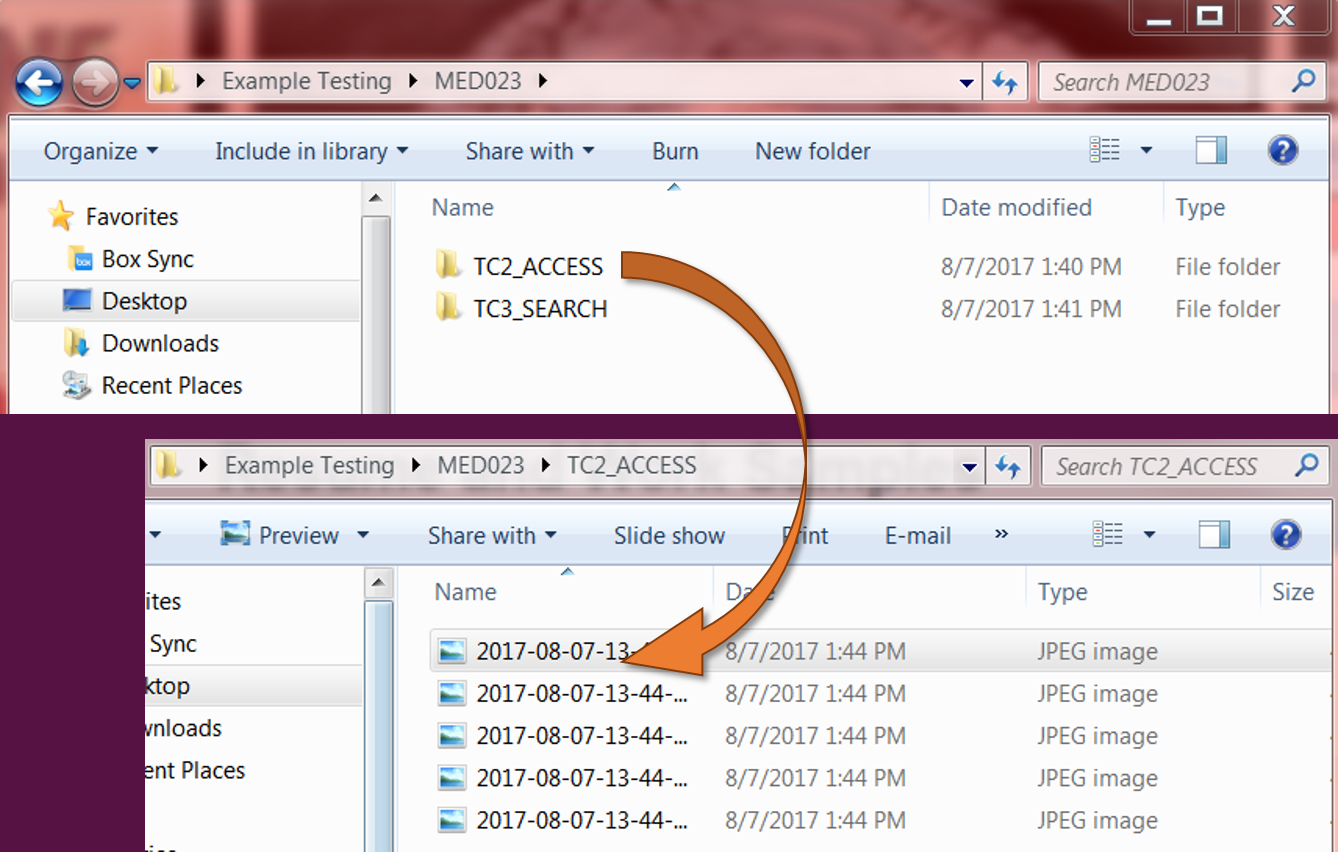 Example Testing MED023 Search MED023
Organize Include in library Share with Burn New folder
Favorites
Box Sync
Desktop
Downloads
Recent Places
Name Date modified Type
TC2_ACCESS 8/7/2017 1:40 PM File folder
TC3_SEARCH 8/7/2017 1:41 PM File folder
Example Testing MED023 TC2_ACCESS Search TC2_ACCESS
Preview Share with Slide show Print E-mail »
ites
Sync
ktop
wnloads
ent Places
Name Date Type Size
2017-08-07-13-4 8/7/2017 1:44 PM JPEG image
2017-08-07-13-44-... 8/7/2017 1:44 PM JPEG image
2017-08-07-13-44-... 8/7/2017 1:44 PM JPEG image
2017-08-07-13-44-... 8/7/2017 1:44 PM JPEG image
2017-08-07-13-44-... 8/7/2017 1:44 PM JPEG image